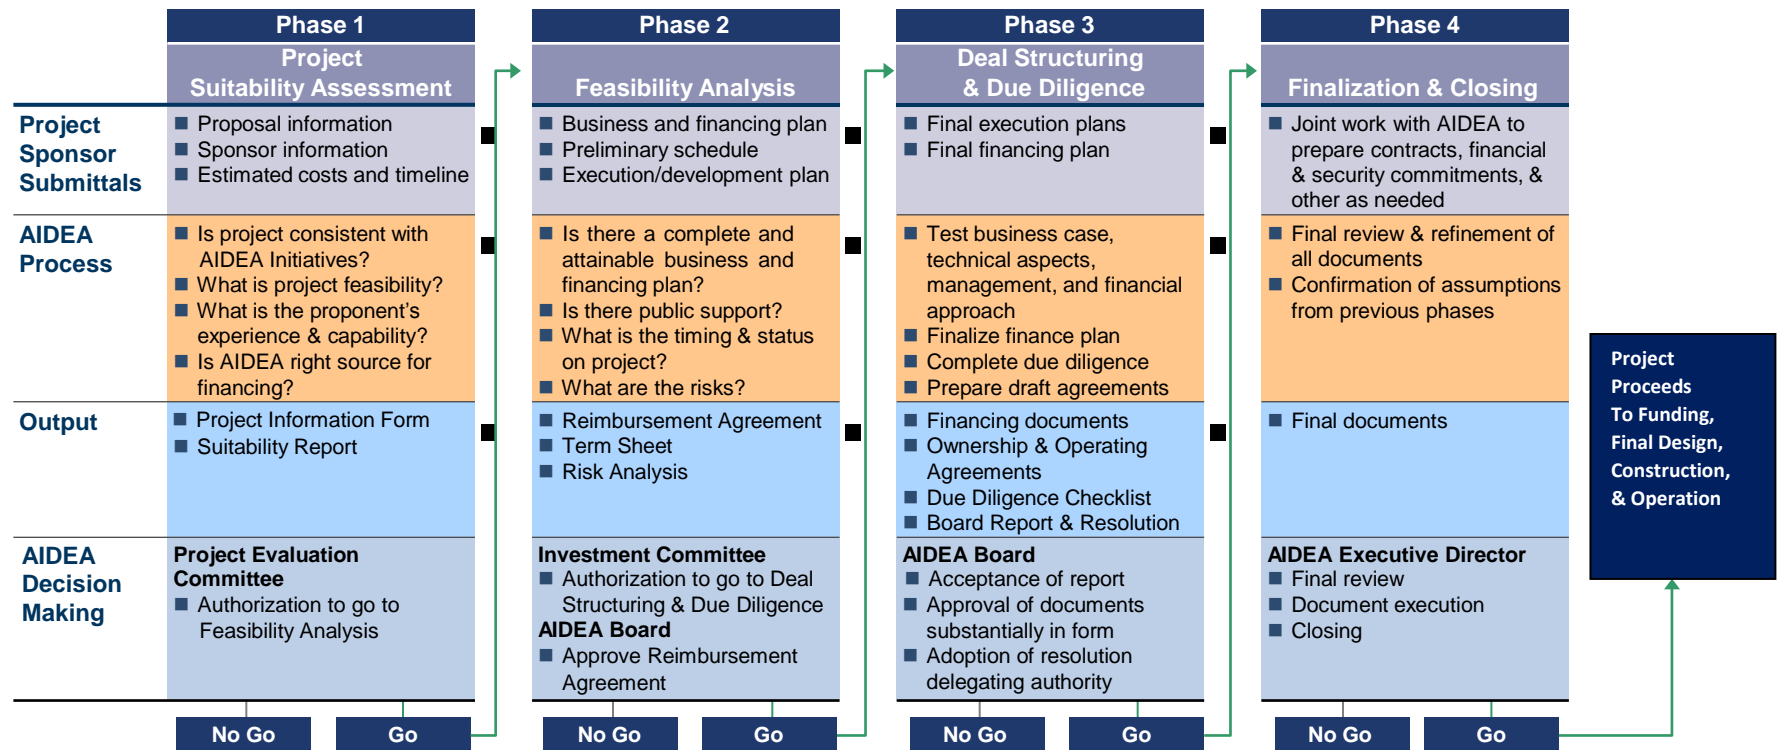 Phase 1
Phase 2
Phase 3
Phase 4
Project
Suitability Assessment
Feasibility Analysis
Deal Structuring
& Due Diligence
Finalization & Closing
Project
Sponsor
Submittals
Proposal information
Sponsor information
Estimated costs and timeline
Business and financing plan
Preliminary schedule
Execution/development plan
Final execution plans
Final financing plan
Joint work with AIDEA to
prepare contracts, financial
& security commitments, &
other as needed
AIDEA
Process
Is project consistent with
AIDEA Initiatives?
What is project feasibility?
What is the proponent's
experience & capability?
Is AIDEA right source for
financing?
Is there a complete and
attainable business and
financing plan?
Is there public support?
What is the timing & status
on project?
What are the risks?
Test business case,
technical aspects,
management, and financial
approach
Finalize finance plan
Complete due diligence
Prepare draft agreements
Final review & refinement of
all documents
Confirmation of assumptions
from previous phases
Output
Project Information Form
Suitability Report
Reimbursement Agreement
Term Sheet
Risk Analysis
Financing documents
Ownership & Operating
Agreements
Due Diligence Checklist
Board Report & Resolution
Final documents
AIDEA
Decision
Making
Project Evaluation
Committee
Authorization to go to
Feasibility Analysis
Investment Committee
Authorization to go to Deal
Structuring & Due Diligence
AIDEA Board
Approve Reimbursement
Agreement
AIDEA Board
Acceptance of report
Approval of documents
substantially in form
Adoption of resolution
delegating authority
AIDEA Executive Director
Final review
Document execution
Closing
No Go
Go
No Go
Go
No Go
Go
No Go
Go
Project
Proceeds
To Funding,
Final Design,
Construction,
& Operation